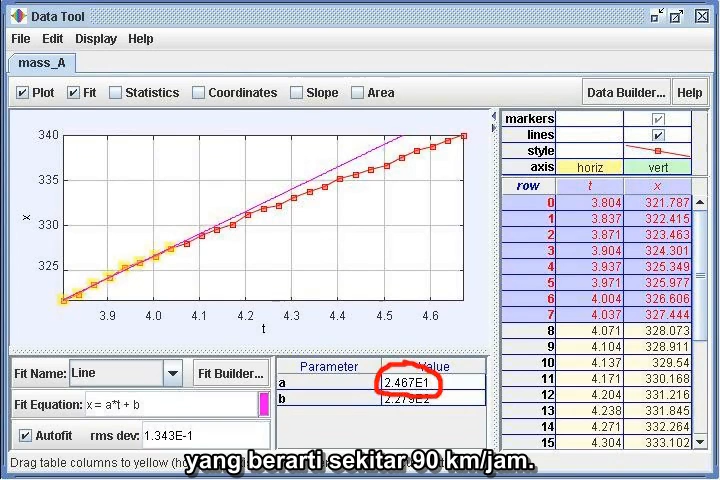 Data Tool
File Edit Display Help
mass_A
Plot Fit Statistics Coordinates Slope Area Data Builder... Help
340
335
330
325
x
3.9 4.0 4.1 4.2 4.3 4.4 4.5 4.6
t
markers
lines
style
axis horiz vert
row t x
0 3.804 321.787
1 3.837 322.415
2 3.871 323.463
3 3.904 324.301
4 3.937 325.349
5 3.971 325.977
6 4.004 326.606
7 4.037 327.444
8 4.071 328.073
9 4.104 328.911
10 4.137 329.54
11 4.171 330.168
12 4.204 331.216
13 4.238 331.845
14 4.271 332.264
15 4.304 333.102
Fit Name: Line Fit Builder...
Fit Equation: x = a*t + b
Autofit rms dev: 1.343E-1
Parameter Value
a 2.467E1
b 2.279E2
Drag table columns to yellow
yang berarti sekitar 90 km/jam.